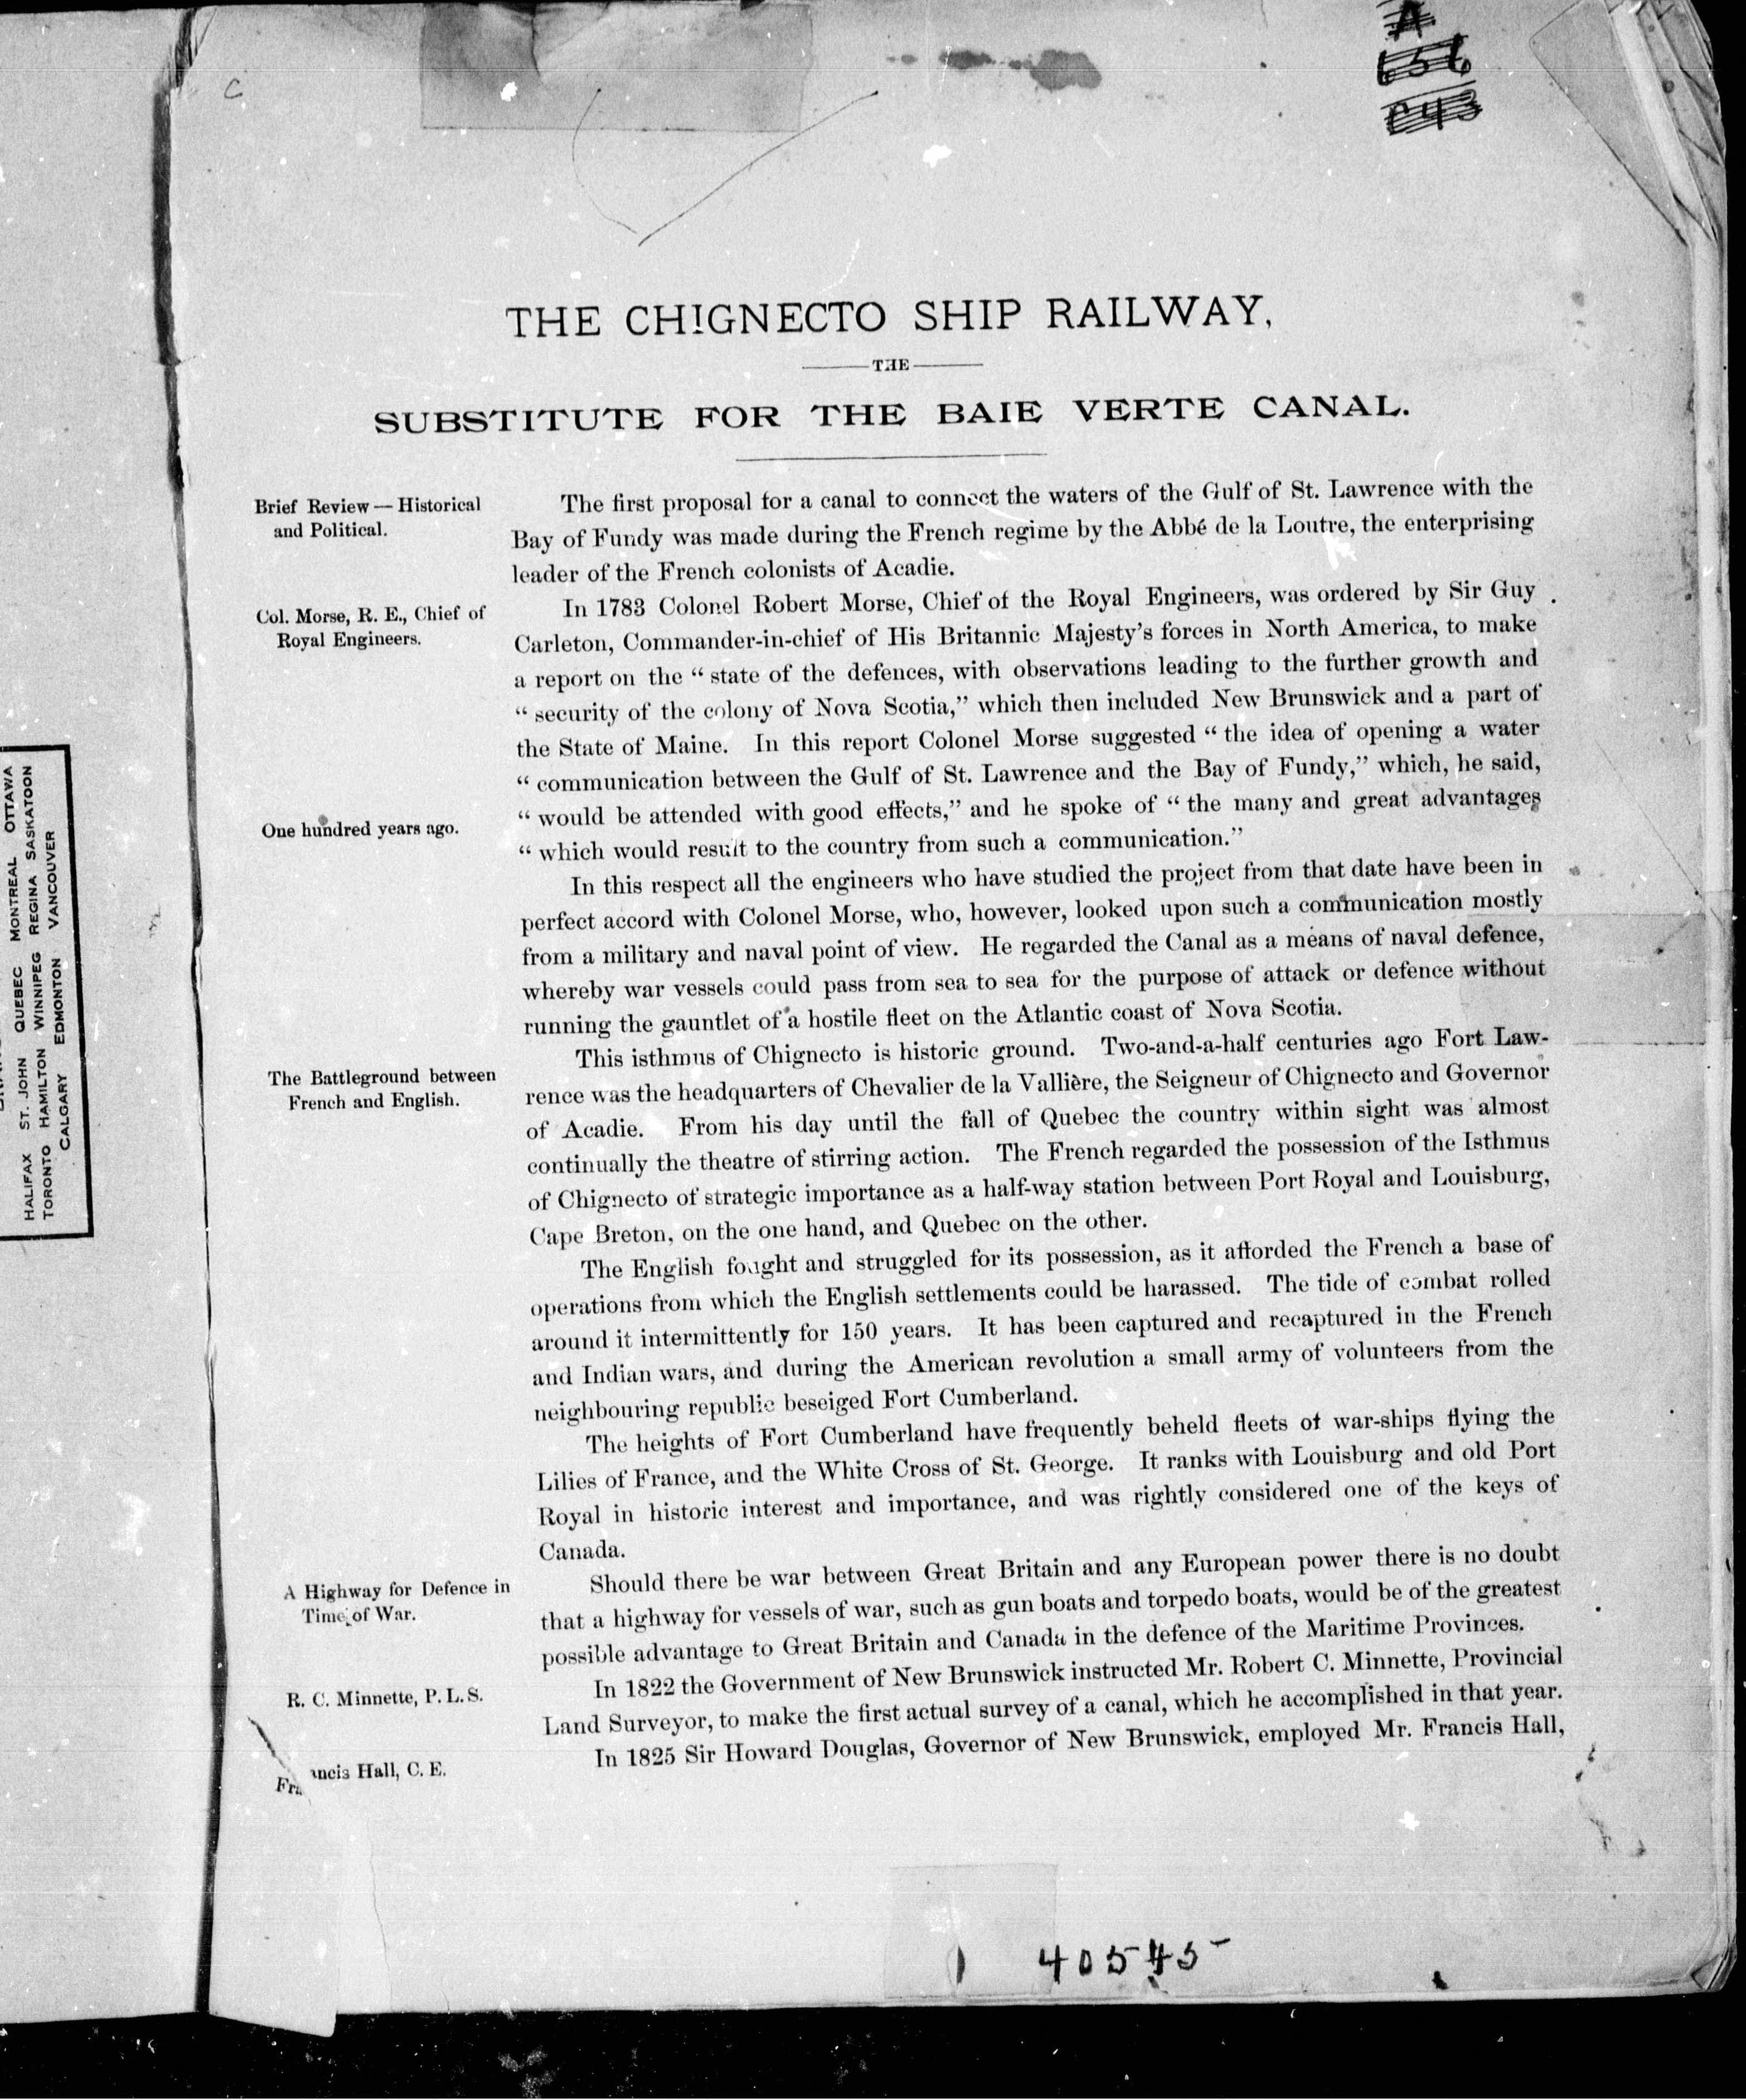 C
A
656
C43
THE CHIGNECTO SHIP RAILWAY,
THE
SUBSTITUTE FOR THE BAIE VERTE CANAL.
Brief Review — Historical
and Political.
The first proposal for a canal to connect the waters of the Gulf of St. Lawrence with the
Bay of Fundy was made during the French regime by the Abbé de la Loutre, the enterprising
leader of the French colonists of Acadie.
Col. Morse, R. E., Chief of
Royal Engineers.
In 1783 Colonel Robert Morse, Chief of the Royal Engineers, was ordered by Sir Guy
Carleton, Commander-in-chief of His Britannic Majesty's forces in North America, to make
a report on the “ state of the defences, with observations leading to the further growth and
“ security of the colony of Nova Scotia,” which then included New Brunswick and a part of
the State of Maine. In this report Colonel Morse suggested “ the idea of opening a water
“ communication between the Gulf of St. Lawrence and the Bay of Fundy,” which, he said,
One hundred years ago.
“ would be attended with good effects,” and he spoke of “ the many and great advantages
“ which would result to the country from such a communication.”
In this respect all the engineers who have studied the project from that date have been in
perfect accord with Colonel Morse, who, however, looked upon such a communication mostly
from a military and naval point of view. He regarded the Canal as a means of naval defence,
whereby war vessels could pass from sea to sea for the purpose of attack or defence without
running the gauntlet of a hostile fleet on the Atlantic coast of Nova Scotia.
The Battleground between
French and English.
This isthmus of Chignecto is historic ground. Two-and-a-half centuries ago Fort Law-
rence was the headquarters of Chevalier de la Vallière, the Seigneur of Chignecto and Governor
of Acadie. From his day until the fall of Quebec the country within sight was almost
continually the theatre of stirring action. The French regarded the possession of the Isthmus
of Chignecto of strategic importance as a half-way station between Port Royal and Louisburg,
Cape Breton, on the one hand, and Quebec on the other.
The English fought and struggled for its possession, as it afforded the French a base of
operations from which the English settlements could be harassed. The tide of combat rolled
around it intermittently for 150 years. It has been captured and recaptured in the French
and Indian wars, and during the American revolution a small army of volunteers from the
neighbouring republic beseiged Fort Cumberland.
The heights of Fort Cumberland have frequently beheld fleets of war-ships flying the
Lilies of France, and the White Cross of St. George. It ranks with Louisburg and old Port
Royal in historic interest and importance, and was rightly considered one of the keys of
Canada.
A Highway for Defence in
Time of War.
Should there be war between Great Britain and any European power there is no doubt
that a highway for vessels of war, such as gun boats and torpedo boats, would be of the greatest
possible advantage to Great Britain and Canada in the defence of the Maritime Provinces.
R. C. Minnette, P. L. S.
In 1822 the Government of New Brunswick instructed Mr. Robert C. Minnette, Provincial
Land Surveyor, to make the first actual survey of a canal, which he accomplished in that year.
Francis Hall, C. E.
In 1825 Sir Howard Douglas, Governor of New Brunswick, employed Mr. Francis Hall,
40545
HALIFAX ST. JOHN QUEBEC MONTREAL OTTAWA
TORONTO HAMILTON WINNIPEG REGINA SASKATOON
CALGARY EDMONTON VANCOUVER